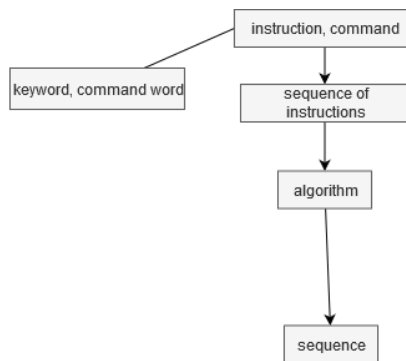 instruction, command
keyword, command word
sequence of
instructions
algorithm
sequence